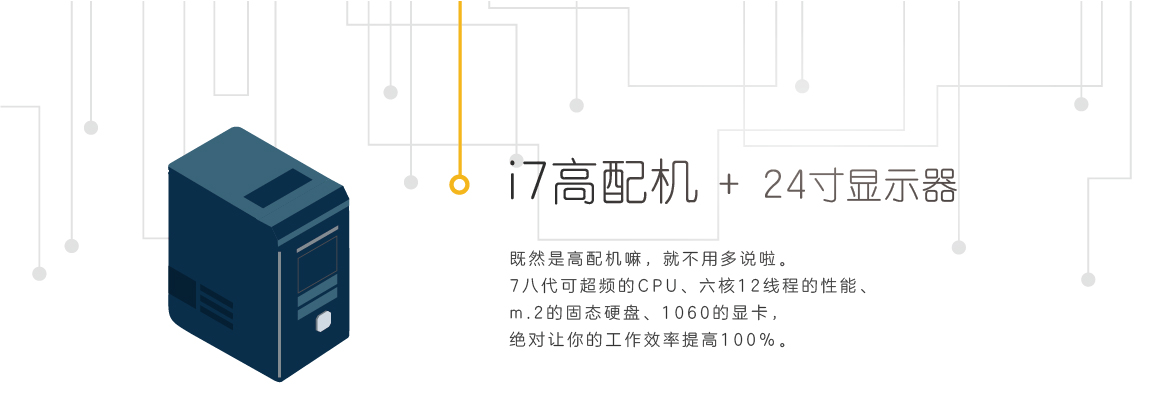 i7高配机 + 24寸显示器
既然是高配机嘛，就不用多说啦。
7八代可超频的CPU、六核12线程的性能、
m.2的固态硬盘、1060的显卡，
绝对让你的工作效率提高100%。